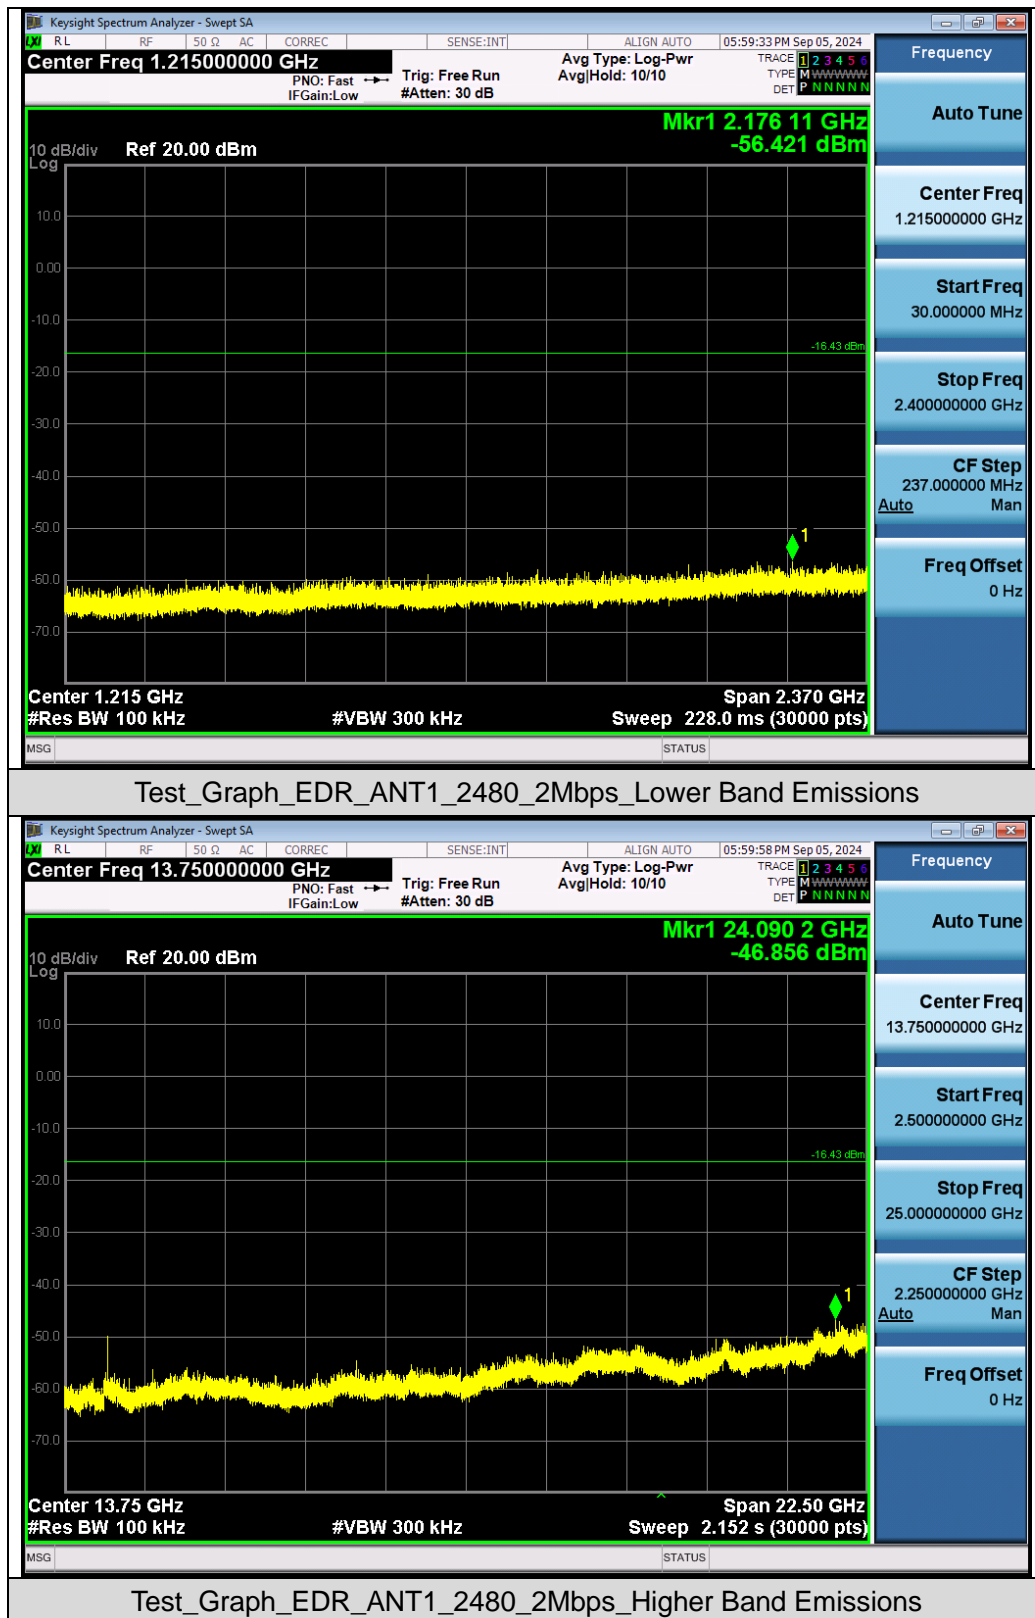 Keysight Spectrum Analyzer - Swept SA
LXI RL RF 50 Ω AC CORREC SENSE:INT ALIGN AUTO 05:59:33 PM Sep 05, 2024
Center Freq 1.215000000 GHz
PNO: Fast
IFGain:Low
Trig: Free Run
#Atten: 30 dB
Avg Type: Log-Pwr
Avg|Hold: 10/10
TRACE 1 2 3 4 5 6
TYPE M WWWWW
DET P N N N N N
Mkr1 2.176 11 GHz
-56.421 dBm
10 dB/div Ref 20.00 dBm
Log
10.0
0.00
-10.0
-16.43 dBm
-20.0
-30.0
-40.0
-50.0
1
-60.0
-70.0
Center 1.215 GHz Span 2.370 GHz
#Res BW 100 kHz #VBW 300 kHz Sweep 228.0 ms (30000 pts)
MSG STATUS
Frequency
Auto Tune
Center Freq
1.215000000 GHz
Start Freq
30.000000 MHz
Stop Freq
2.400000000 GHz
CF Step
237.000000 MHz
Auto Man
Freq Offset
0 Hz
Test_Graph_EDR_ANT1_2480_2Mbps_Lower Band Emissions
Keysight Spectrum Analyzer - Swept SA
LXI RL RF 50 Ω AC CORREC SENSE:INT ALIGN AUTO 05:59:58 PM Sep 05, 2024
Center Freq 13.750000000 GHz
PNO: Fast
IFGain:Low
Trig: Free Run
#Atten: 30 dB
Avg Type: Log-Pwr
Avg|Hold: 10/10
TRACE 1 2 3 4 5 6
TYPE M WWWWW
DET P N N N N N
Mkr1 24.090 2 GHz
-46.856 dBm
10 dB/div Ref 20.00 dBm
Log
10.0
0.00
-10.0
-16.43 dBm
-20.0
-30.0
-40.0
1
-50.0
-60.0
-70.0
Center 13.75 GHz Span 22.50 GHz
#Res BW 100 kHz #VBW 300 kHz Sweep 2.152 s (30000 pts)
MSG STATUS
Frequency
Auto Tune
Center Freq
13.750000000 GHz
Start Freq
2.500000000 GHz
Stop Freq
25.000000000 GHz
CF Step
2.250000000 GHz
Auto Man
Freq Offset
0 Hz
Test_Graph_EDR_ANT1_2480_2Mbps_Higher Band Emissions